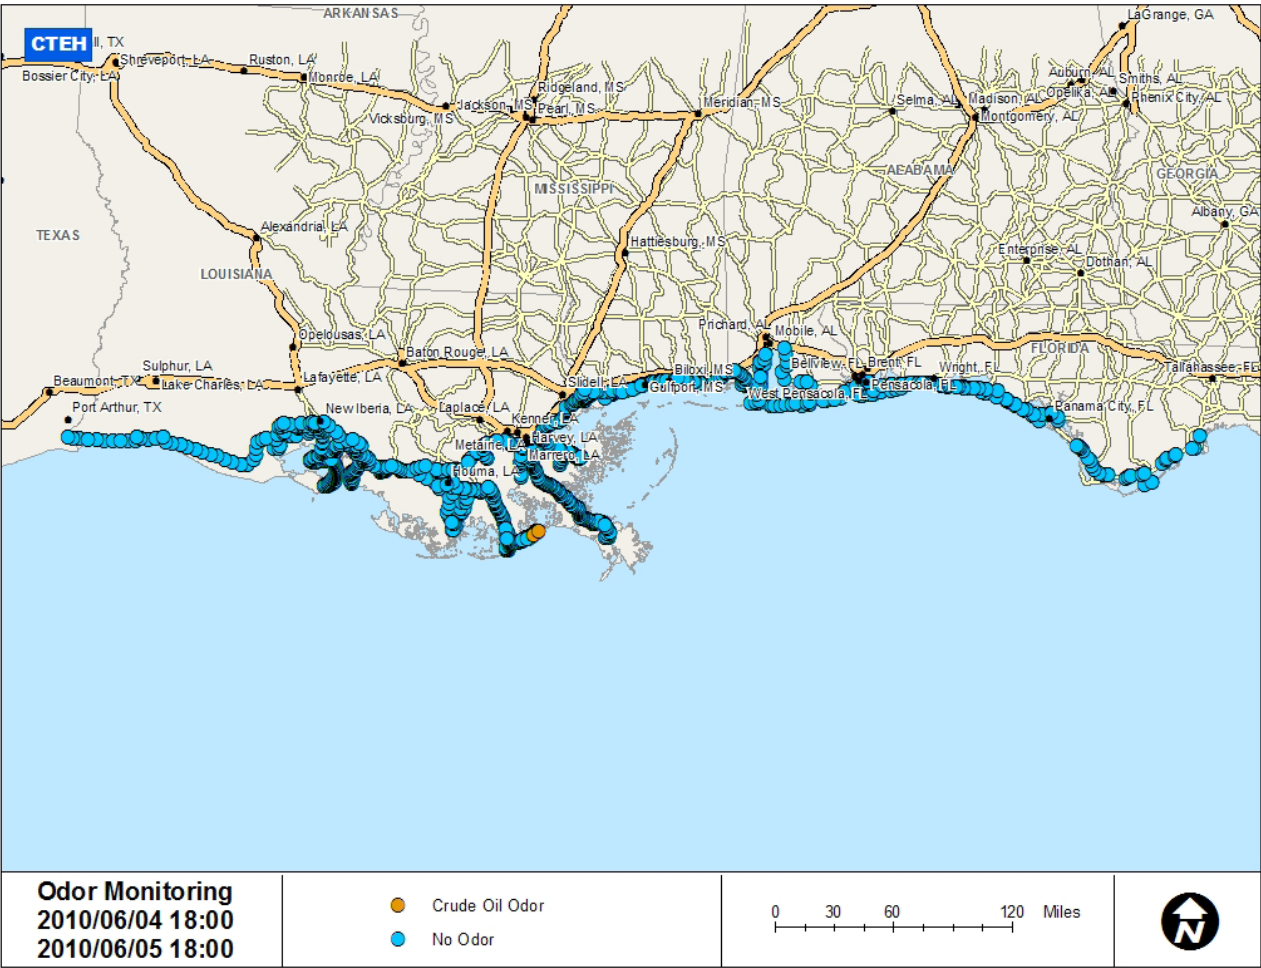 ARKANSAS
LaGrange, GA
CTEH
ll, TX
Shreveport, LA
Ruston, LA
Bossier City, LA
Monroe, LA
Auburn, AL
Smiths, AL
Ridgeland, MS
Opelika, AL
Jackson, MS
Pearl, MS
Meridian, MS
Selma, AL
Madison, AL
Phenix City, AL
Vicksburg, MS
Montgomery, AL
ALABAMA
GEORGIA
MISSISSIPPI
Albany, GA
Alexandria, LA
TEXAS
Hattiesburg, MS
Enterprise, AL
Dothan, AL
LOUISIANA
Prichard, AL
Mobile, AL
Opelousas, LA
FLORIDA
Baton Rouge, LA
Sulphur, LA
Bellview, FL
Brent, FL
Wright, FL
Tallahassee, FL
Biloxi, MS
Beaumont, TX
Lake Charles, LA
Lafayette, LA
Slidell, LA
Gulfport, MS
Pensacola, FL
West Pensacola, FL
Port Arthur, TX
New Iberia, LA
Laplace, LA
Panama City, FL
Kenner, LA
Harvey, LA
Metairie, LA
Marrero, LA
Houma, LA
Odor Monitoring
2010/06/04 18:00
2010/06/05 18:00
Crude Oil Odor
No Odor
0 30 60 120 Miles
N